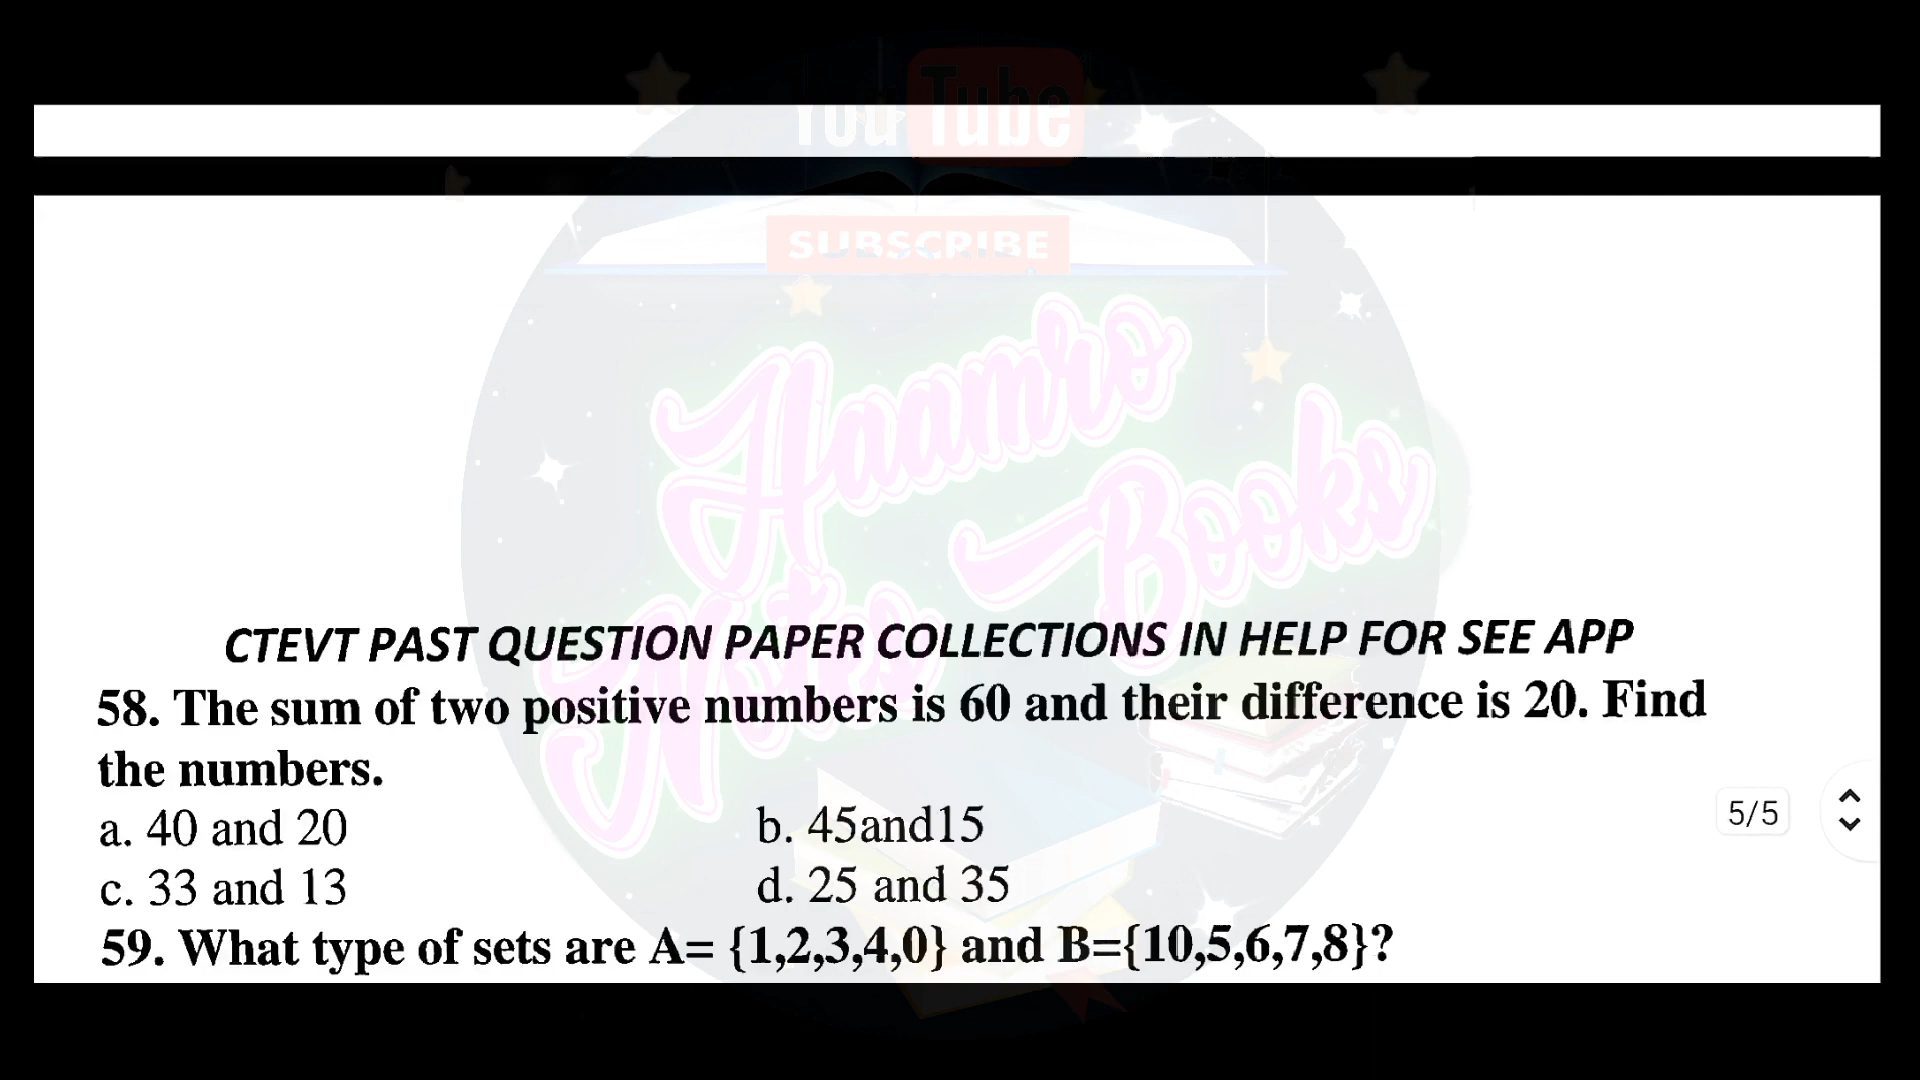 YouTube
SUBSCRIBE
Haamro
Notes Books
CTEVT PAST QUESTION PAPER COLLECTIONS IN HELP FOR SEE APP
58. The sum of two positive numbers is 60 and their difference is 20. Find
the numbers.
a. 40 and 20 b. 45and15
c. 33 and 13 d. 25 and 35
5/5
59. What type of sets are A= {1,2,3,4,0} and B={10,5,6,7,8}?